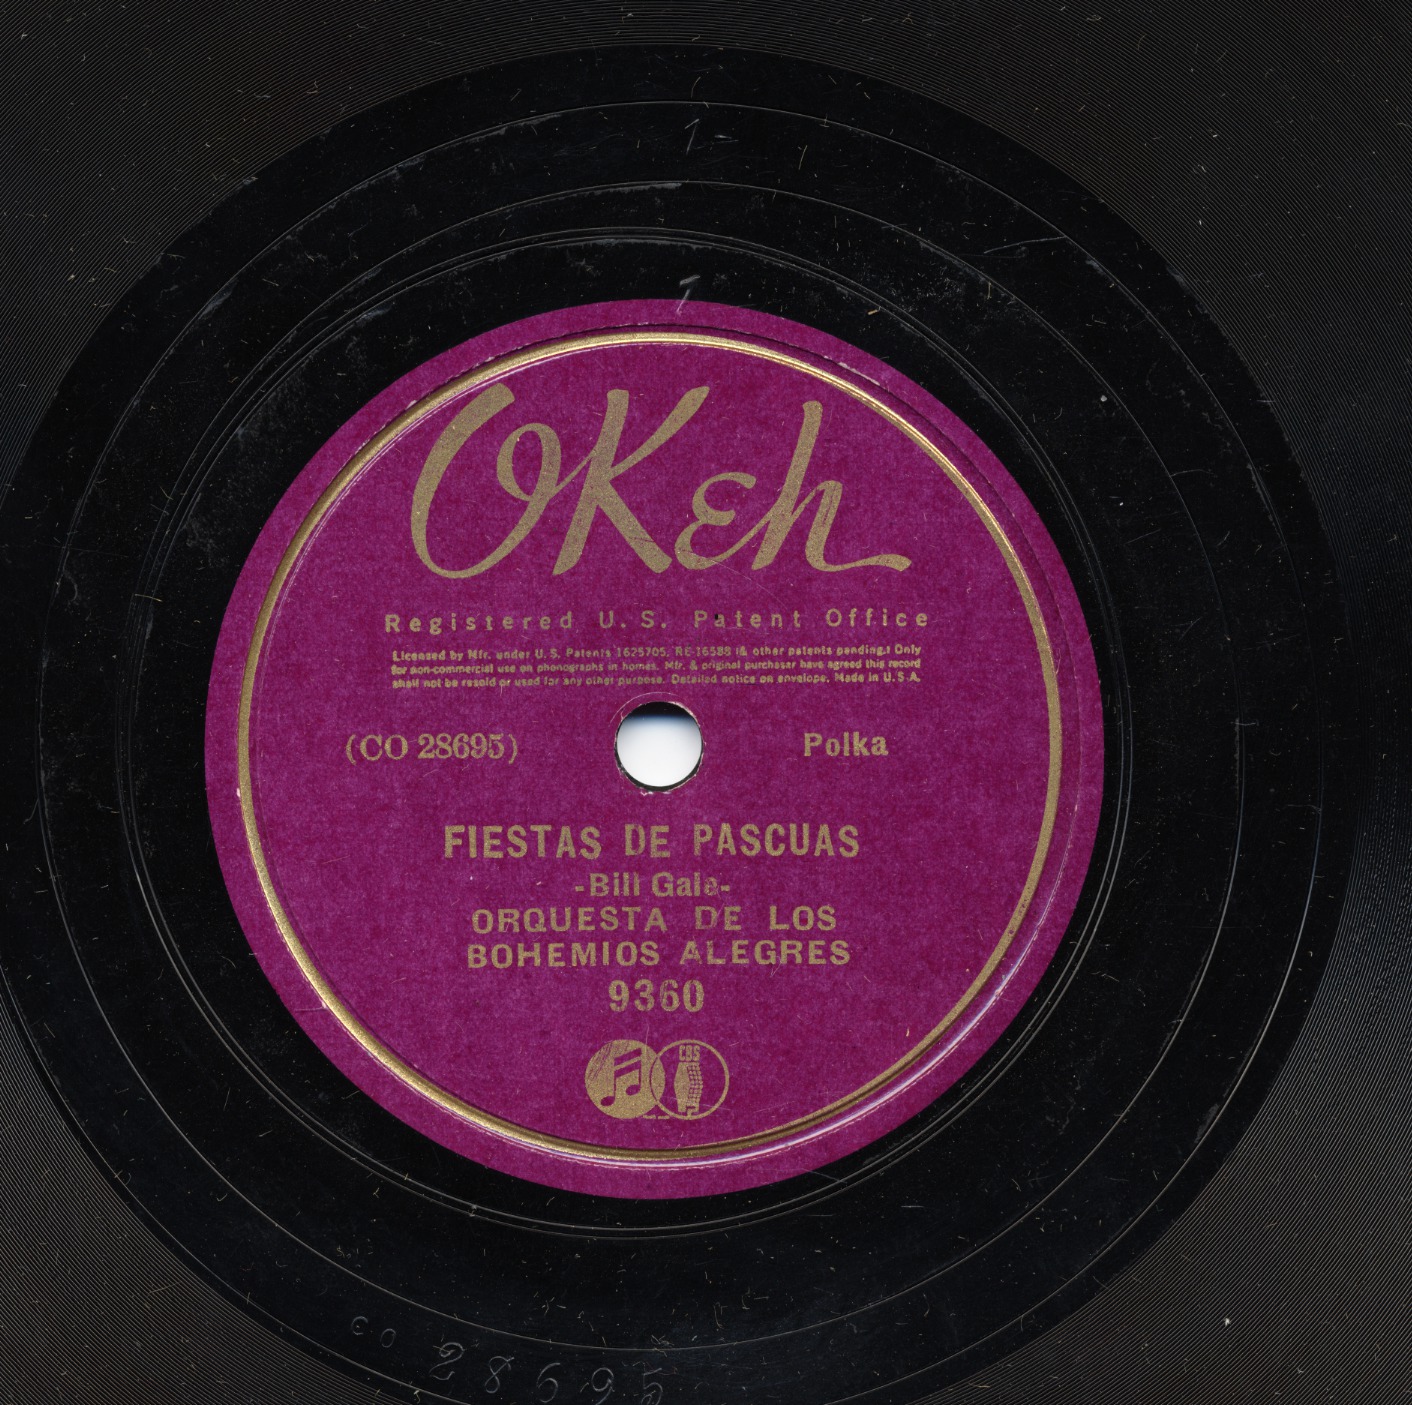 1-
1
OKeh
Registered U.S. Patent Office
Licensed by Mfr. under U.S. Patents 1625705, RE 16588 (& other patents pending.) Only
for non-commercial use on phonographs in homes. Mfr. & original purchaser have agreed this record
shall not be resold or used for any other purpose. Detailed notice on envelope. Made in U.S.A.
(CO 28695) Polka
FIESTAS DE PASCUAS
-Bill Gale-
ORQUESTA DE LOS
BOHEMIOS ALEGRES
9360
CBS
CO 28695